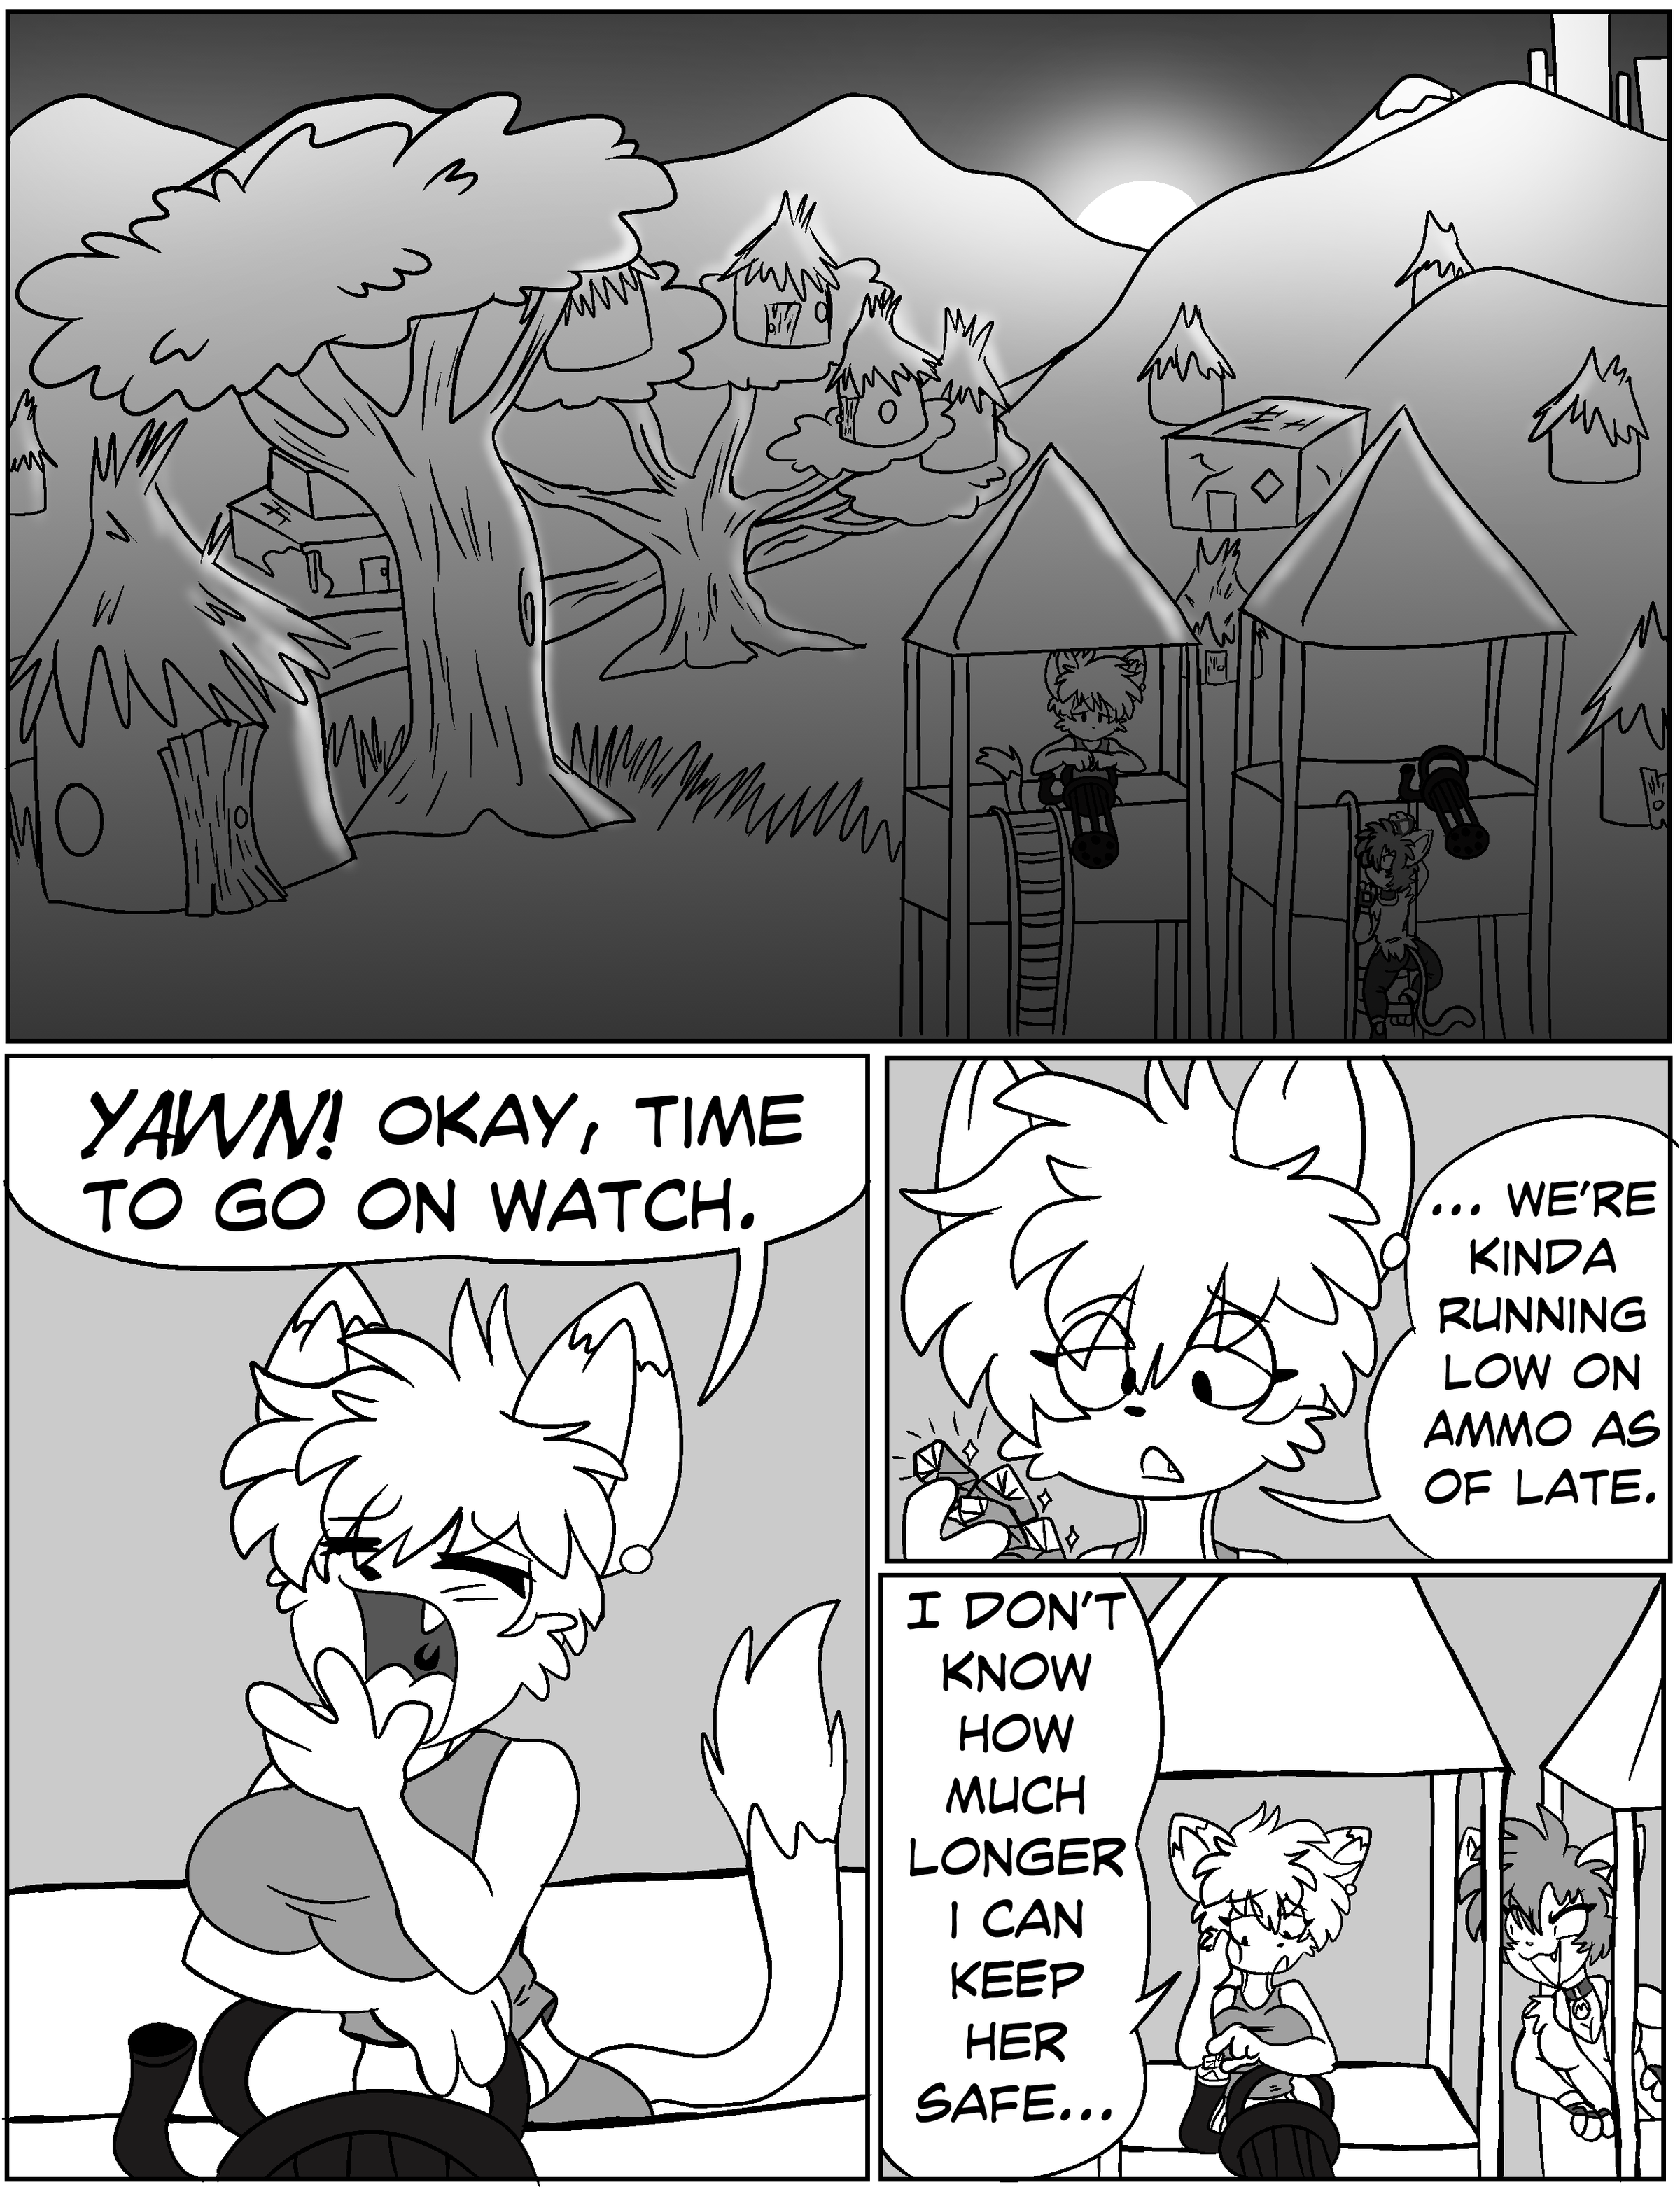 YAWN! OKAY, TIME
TO GO ON WATCH.
... WE'RE
KINDA
RUNNING
LOW ON
AMMO AS
OF LATE.
I DON'T
KNOW
HOW
MUCH
LONGER
I CAN
KEEP
HER
SAFE...
M